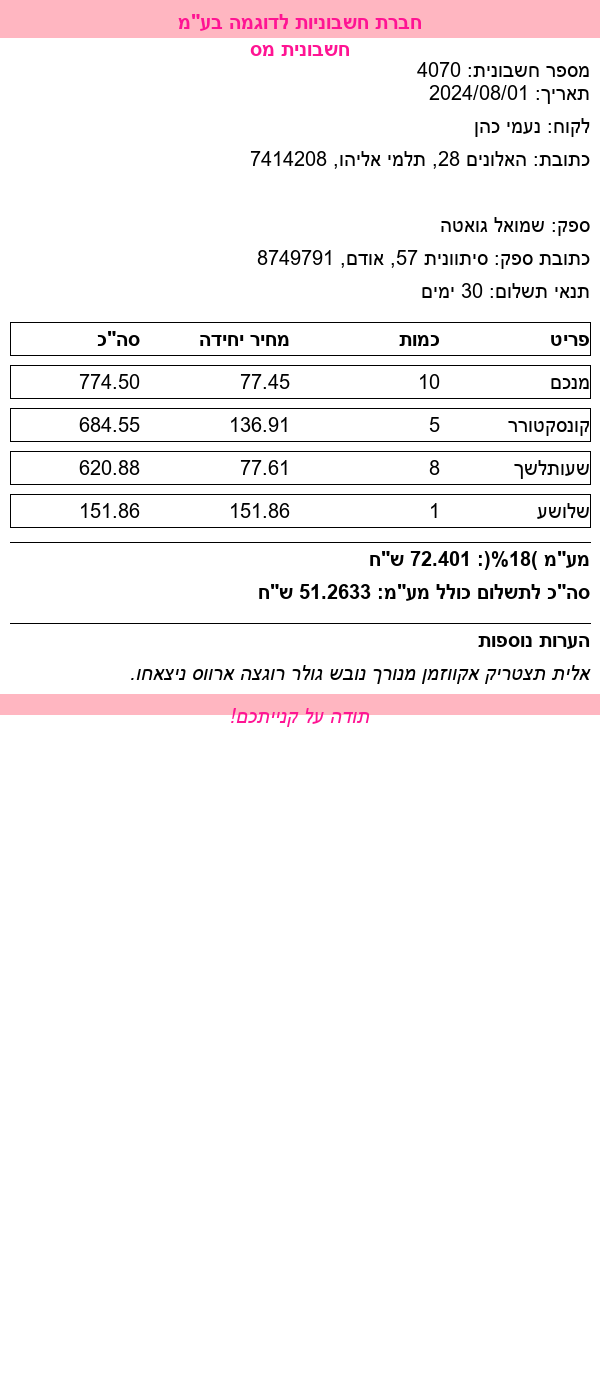 חברת חשבוניות לדוגמה בע"מ
חשבונית מס
מספר חשבונית: 4070
תאריך: 2024/08/01
לקוח: נעמי כהן
כתובת: האלונים 28, תלמי אליהו, 7414208
ספק: שמואל גואטה
כתובת ספק: סיתוונית 57, אודם, 8749791
תנאי תשלום: 30 ימים
פריט כמות מחיר יחידה סה"כ
מנכם 10 77.45 774.50
קונסקטורר 5 136.91 684.55
שעותלשך 8 77.61 620.88
שלושע 1 151.86 151.86
מע"מ )18%(: 72.401 ש"ח
סה"כ לתשלום כולל מע"מ: 51.2633 ש"ח
הערות נוספות
אלית תצטריק אקווזמן מנורך נובש גולר רוגצה ארווס ניצאחו.
תודה על קנייתכם!